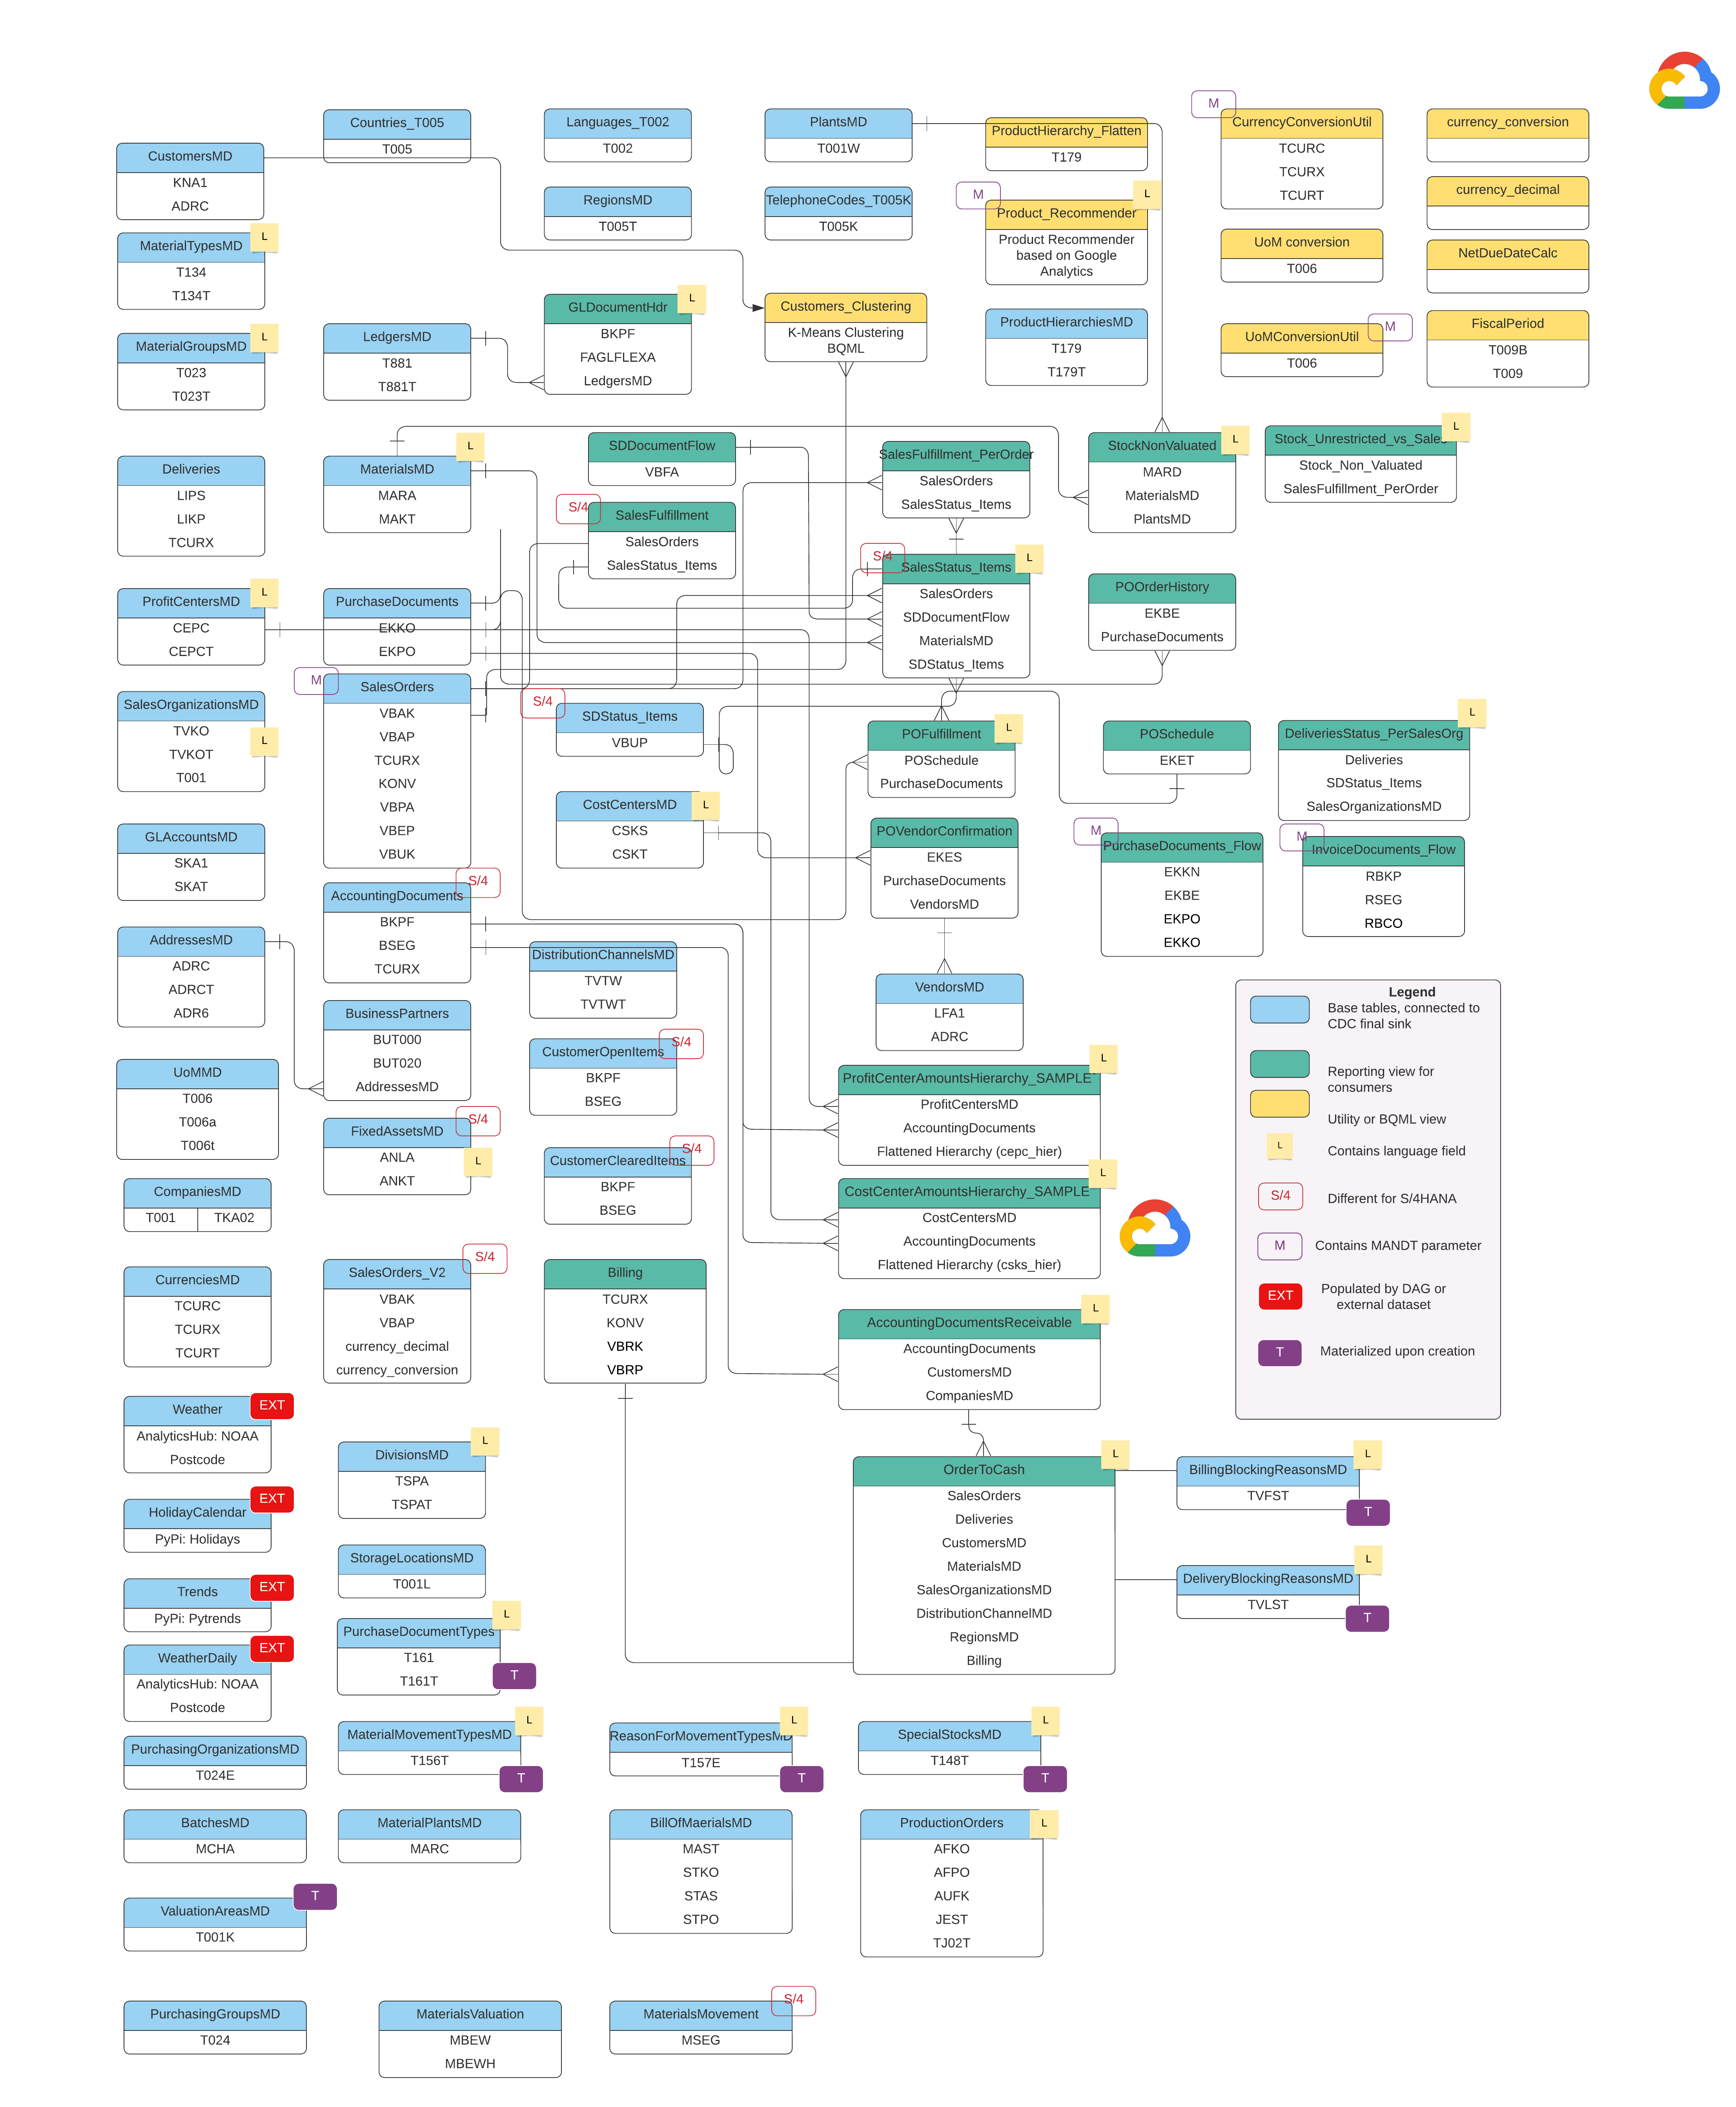 M
Countries_T005
T005
Languages_T002
T002
PlantsMD
T001W
ProductHierarchy_Flatten
T179
CurrencyConversionUtil
TCURC
TCURX
TCURT
currency_conversion
CustomersMD
KNA1
ADRC
RegionsMD
T005T
TelephoneCodes_T005K
T005K
M
L
Product_Recommender
Product Recommender
based on Google
Analytics
currency_decimal
MaterialTypesMD
L
T134
T134T
UoM conversion
T006
NetDueDateCalc
GLDocumentHdr
L
BKPF
FAGLFLEXA
LedgersMD
Customers_Clustering
K-Means Clustering
BQML
ProductHierarchiesMD
T179
T179T
UoMConversionUtil
M
T006
FiscalPeriod
T009B
T009
MaterialGroupsMD
L
T023
T023T
LedgersMD
T881
T881T
Deliveries
LIPS
LIKP
TCURX
MaterialsMD
L
MARA
MAKT
SDDocumentFlow
VBFA
SalesFulfillment_PerOrder
SalesOrders
SalesStatus_Items
StockNonValuated
L
MARD
MaterialsMD
PlantsMD
Stock_Unrestricted_vs_Sales
L
Stock_Non_Valuated
SalesFulfillment_PerOrder
S/4
SalesFulfillment
SalesOrders
SalesStatus_Items
S/4
SalesStatus_Items
L
SalesOrders
SDDocumentFlow
MaterialsMD
SDStatus_Items
POOrderHistory
EKBE
PurchaseDocuments
ProfitCentersMD
L
CEPC
CEPCT
PurchaseDocuments
EKKO
EKPO
M
SalesOrders
VBAK
VBAP
TCURX
KONV
VBPA
VBEP
VBUK
SalesOrganizationsMD
TVKO
TVKOT
T001
L
S/4
SDStatus_Items
VBUP
POFulfillment
L
POSchedule
PurchaseDocuments
POSchedule
EKET
DeliveriesStatus_PerSalesOrg
L
Deliveries
SDStatus_Items
SalesOrganizationsMD
CostCentersMD
L
CSKS
CSKT
GLAccountsMD
SKA1
SKAT
POVendorConfirmation
EKES
PurchaseDocuments
VendorsMD
M
PurchaseDocuments_Flow
EKKN
EKBE
EKPO
EKKO
M
InvoiceDocuments_Flow
RBKP
RSEG
RBCO
S/4
AccountingDocuments
BKPF
BSEG
TCURX
AddressesMD
ADRC
ADRCT
ADR6
DistributionChannelsMD
TVTW
TVTWT
VendorsMD
LFA1
ADRC
BusinessPartners
BUT000
BUT020
AddressesMD
CustomerOpenItems
S/4
BKPF
BSEG
UoMMD
T006
T006a
T006t
ProfitCenterAmountsHierarchy_SAMPLE
L
ProfitCentersMD
AccountingDocuments
Flattened Hierarchy (cepc_hier)
Legend
Base tables, connected to
CDC final sink
Reporting view for
consumers
Utility or BQML view
L
Contains language field
S/4
Different for S/4HANA
M
Contains MANDT parameter
EXT
Populated by DAG or
external dataset
T
Materialized upon creation
FixedAssetsMD
S/4
ANLA
ANKT
L
CustomerClearedItems
S/4
BKPF
BSEG
CompaniesMD
T001
TKA02
CostCenterAmountsHierarchy_SAMPLE
L
CostCentersMD
AccountingDocuments
Flattened Hierarchy (csks_hier)
CurrenciesMD
TCURC
TCURX
TCURT
SalesOrders_V2
S/4
VBAK
VBAP
currency_decimal
currency_conversion
Billing
TCURX
KONV
VBRK
VBRP
AccountingDocumentsReceivable
L
AccountingDocuments
CustomersMD
CompaniesMD
Weather
EXT
AnalyticsHub: NOAA
Postcode
DivisionsMD
L
TSPA
TSPAT
OrderToCash
L
SalesOrders
Deliveries
CustomersMD
MaterialsMD
SalesOrganizationsMD
DistributionChannelMD
RegionsMD
Billing
BillingBlockingReasonsMD
L
TVFST
T
HolidayCalendar
EXT
PyPi: Holidays
StorageLocationsMD
T001L
DeliveryBlockingReasonsMD
L
TVLST
T
Trends
EXT
PyPi: Pytrends
PurchaseDocumentTypes
L
T161
T161T
T
WeatherDaily
EXT
AnalyticsHub: NOAA
Postcode
PurchasingOrganizationsMD
T024E
MaterialMovementTypesMD
L
T156T
T
ReasonForMovementTypesMD
L
T157E
T
SpecialStocksMD
L
T148T
T
BatchesMD
MCHA
MaterialPlantsMD
MARC
BillOfMaerialsMD
MAST
STKO
STAS
STPO
ProductionOrders
L
AFKO
AFPO
AUFK
JEST
TJ02T
ValuationAreasMD
T
T001K
PurchasingGroupsMD
T024
MaterialsValuation
MBEW
MBEWH
MaterialsMovement
S/4
MSEG